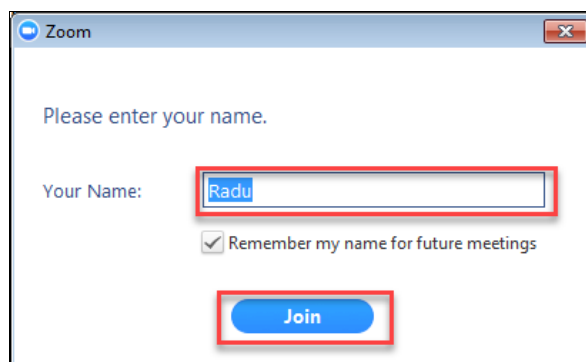 Zoom
Please enter your name.
Your Name: Radu
Remember my name for future meetings
Join